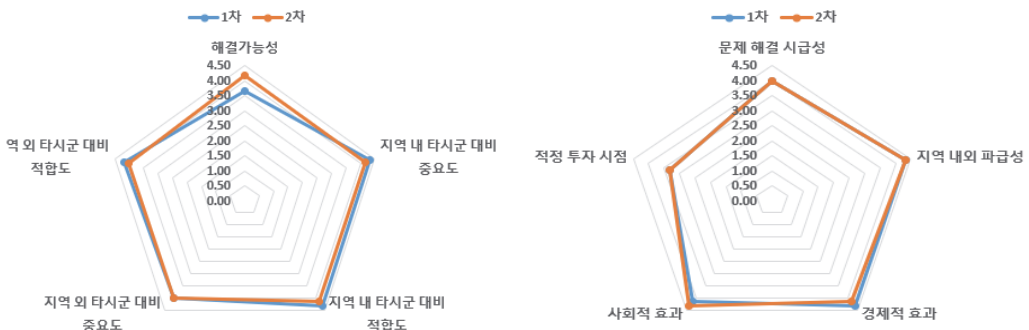 1차 2차
해결가능성
4.50
4.00
3.50
3.00
2.50
2.00
1.50
1.00
0.50
0.00
지역 내 타시군 대비
중요도
지역 내 타시군 대비
적합도
지역 외 타시군 대비
중요도
역 외 타시군 대비
적합도
1차 2차
문제 해결 시급성
4.50
4.00
3.50
3.00
2.50
2.00
1.50
1.00
0.50
0.00
지역 내외 파급성
경제적 효과
사회적 효과
적정 투자 시점